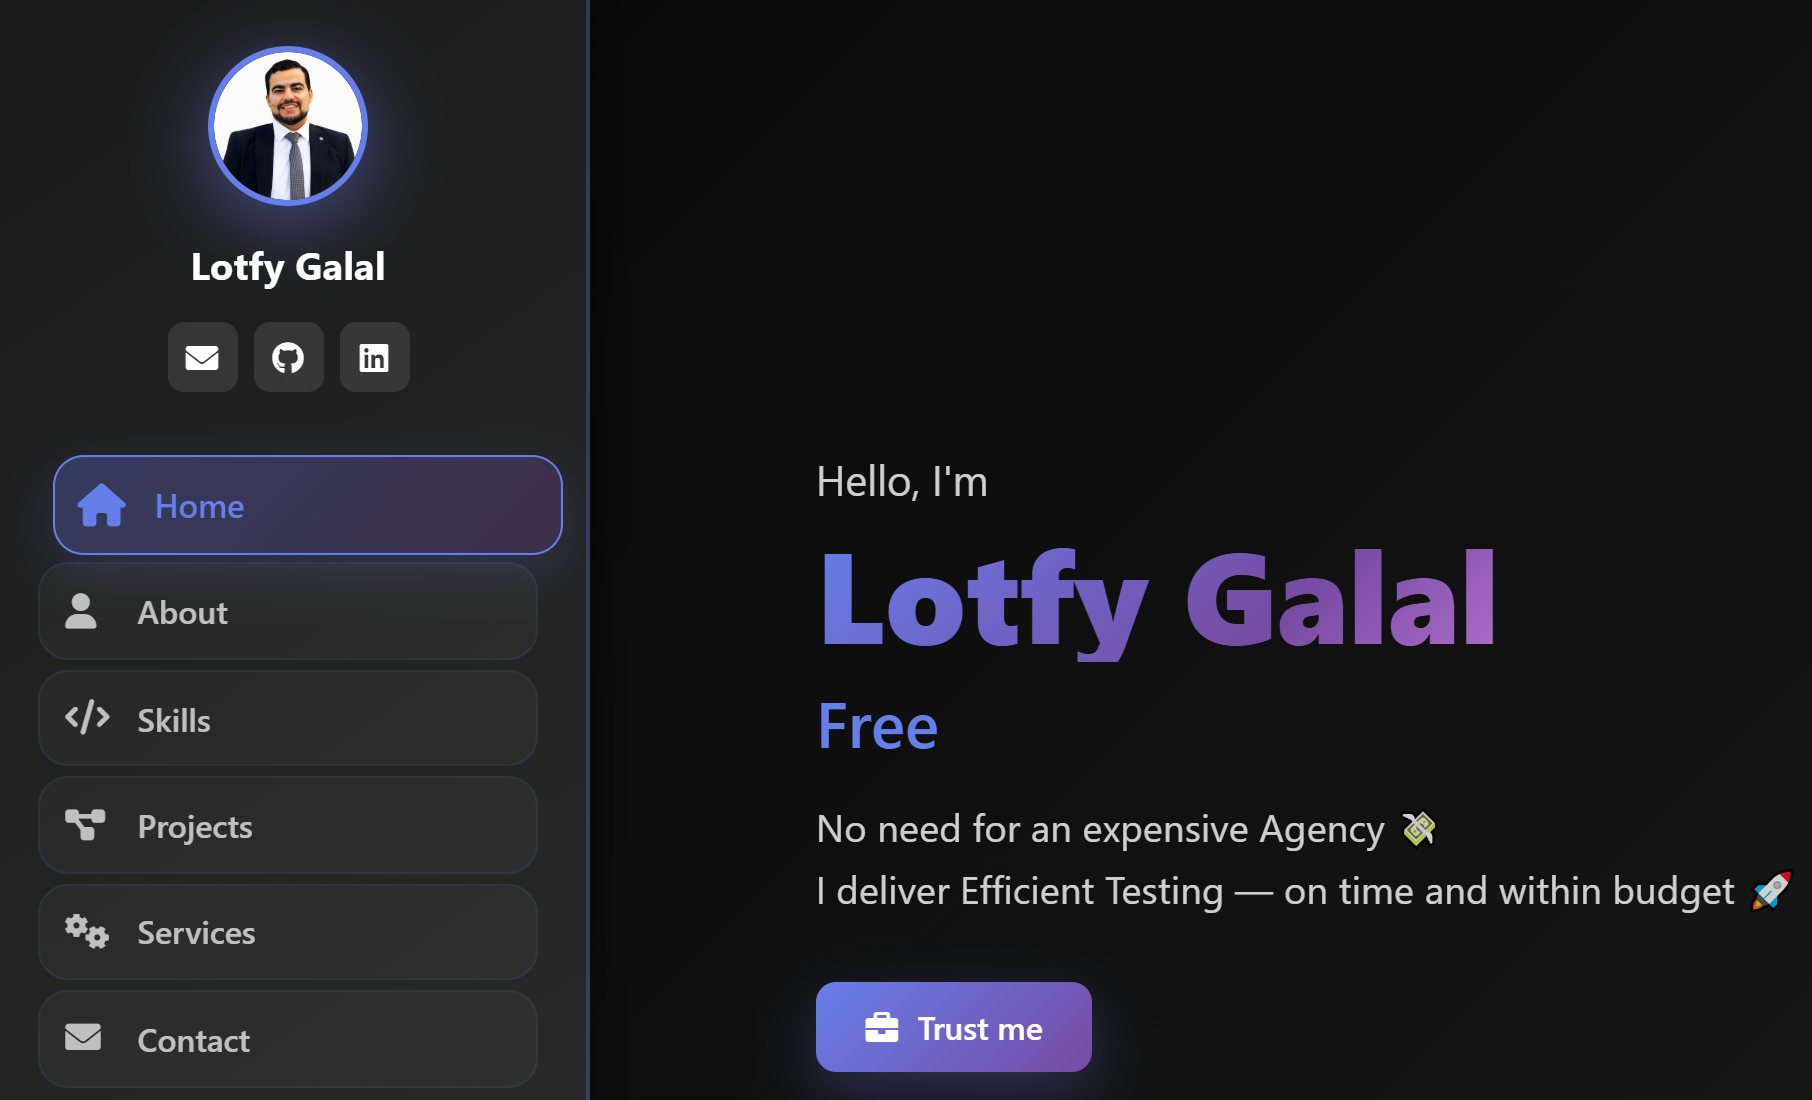 Lotfy Galal
Home
About
Skills
Projects
Services
Contact
Hello, I'm
Lotfy Galal
Free
No need for an expensive Agency 💸
I deliver Efficient Testing — on time and within budget 🚀
Trust me